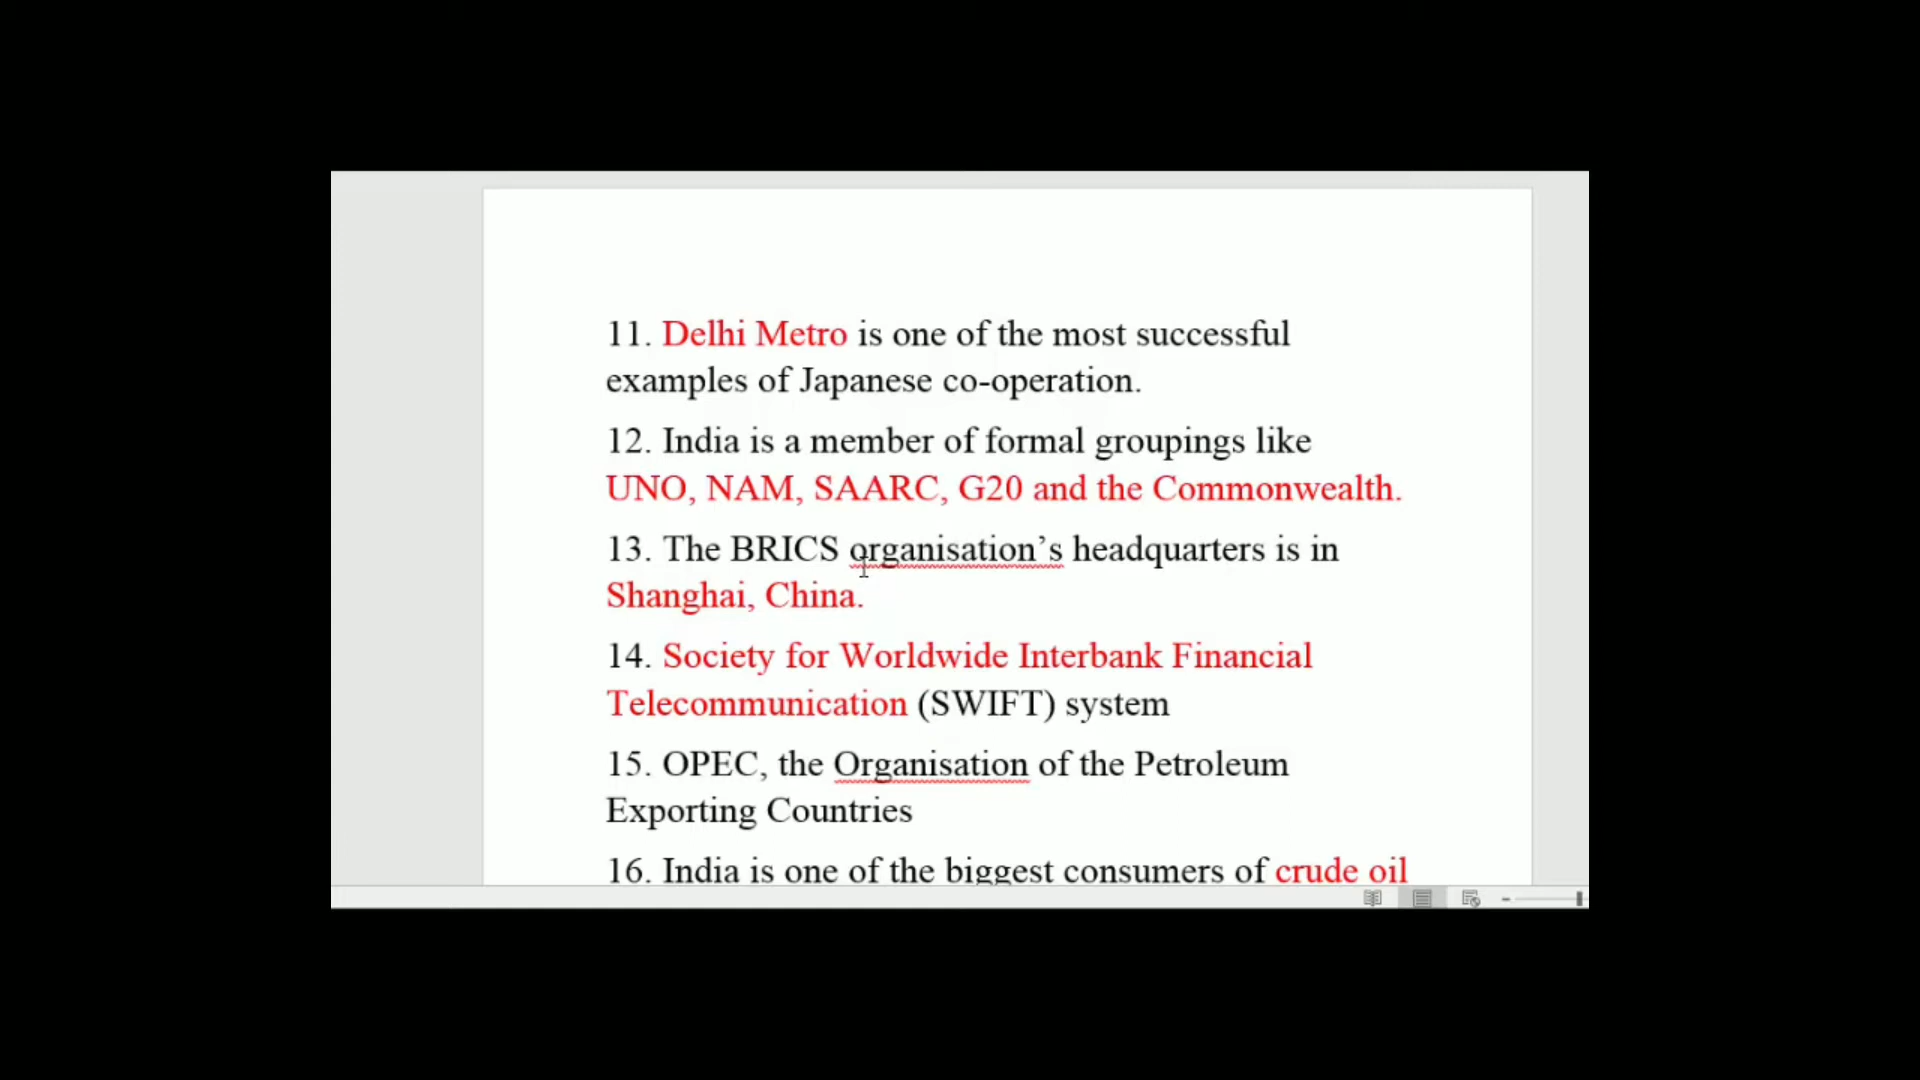 11. Delhi Metro is one of the most successful
examples of Japanese co-operation.
12. India is a member of formal groupings like
UNO, NAM, SAARC, G20 and the Commonwealth.
13. The BRICS organisation’s headquarters is in
Shanghai, China.
14. Society for Worldwide Interbank Financial
Telecommunication (SWIFT) system
15. OPEC, the Organisation of the Petroleum
Exporting Countries
16. India is one of the biggest consumers of crude oil